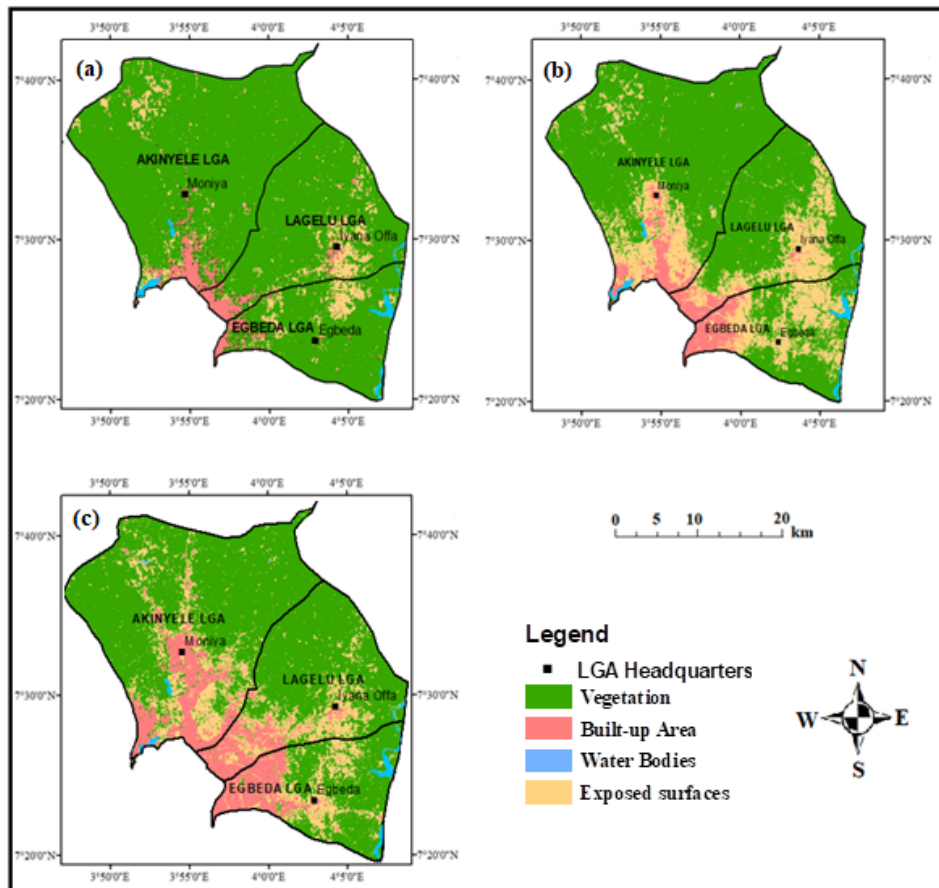 (a)
3°50'0"E 3°55'0"E 4°0'0"E 4°5'0"E
7°40'0"N 7°40'0"N
AKINYELE LGA
Moniya
LAGELU LGA
Iyana Offa
7°30'0"N 7°30'0"N
EGBEDA LGA Egbeda
7°20'0"N 7°20'0"N
3°50'0"E 3°55'0"E 4°0'0"E 4°5'0"E
(b)
3°50'0"E 3°55'0"E 4°0'0"E 4°5'0"E
7°40'0"N 7°40'0"N
AKINYELE LGA
Moniya
LAGELU LGA
Iyana Offa
7°30'0"N 7°30'0"N
EGBEDA LGA Egbeda
7°20'0"N 7°20'0"N
3°50'0"E 3°55'0"E 4°0'0"E 4°5'0"E
(c)
3°50'0"E 3°55'0"E 4°0'0"E 4°5'0"E
7°40'0"N 7°40'0"N
AKINYELE LGA
Moniya
LAGELU LGA
Iyana Offa
7°30'0"N 7°30'0"N
EGBEDA LGA Egbeda
7°20'0"N 7°20'0"N
3°50'0"E 3°55'0"E 4°0'0"E 4°5'0"E
0 5 10 20
km
Legend
LGA Headquarters
Vegetation
Built-up Area
Water Bodies
Exposed surfaces
N
W E
S